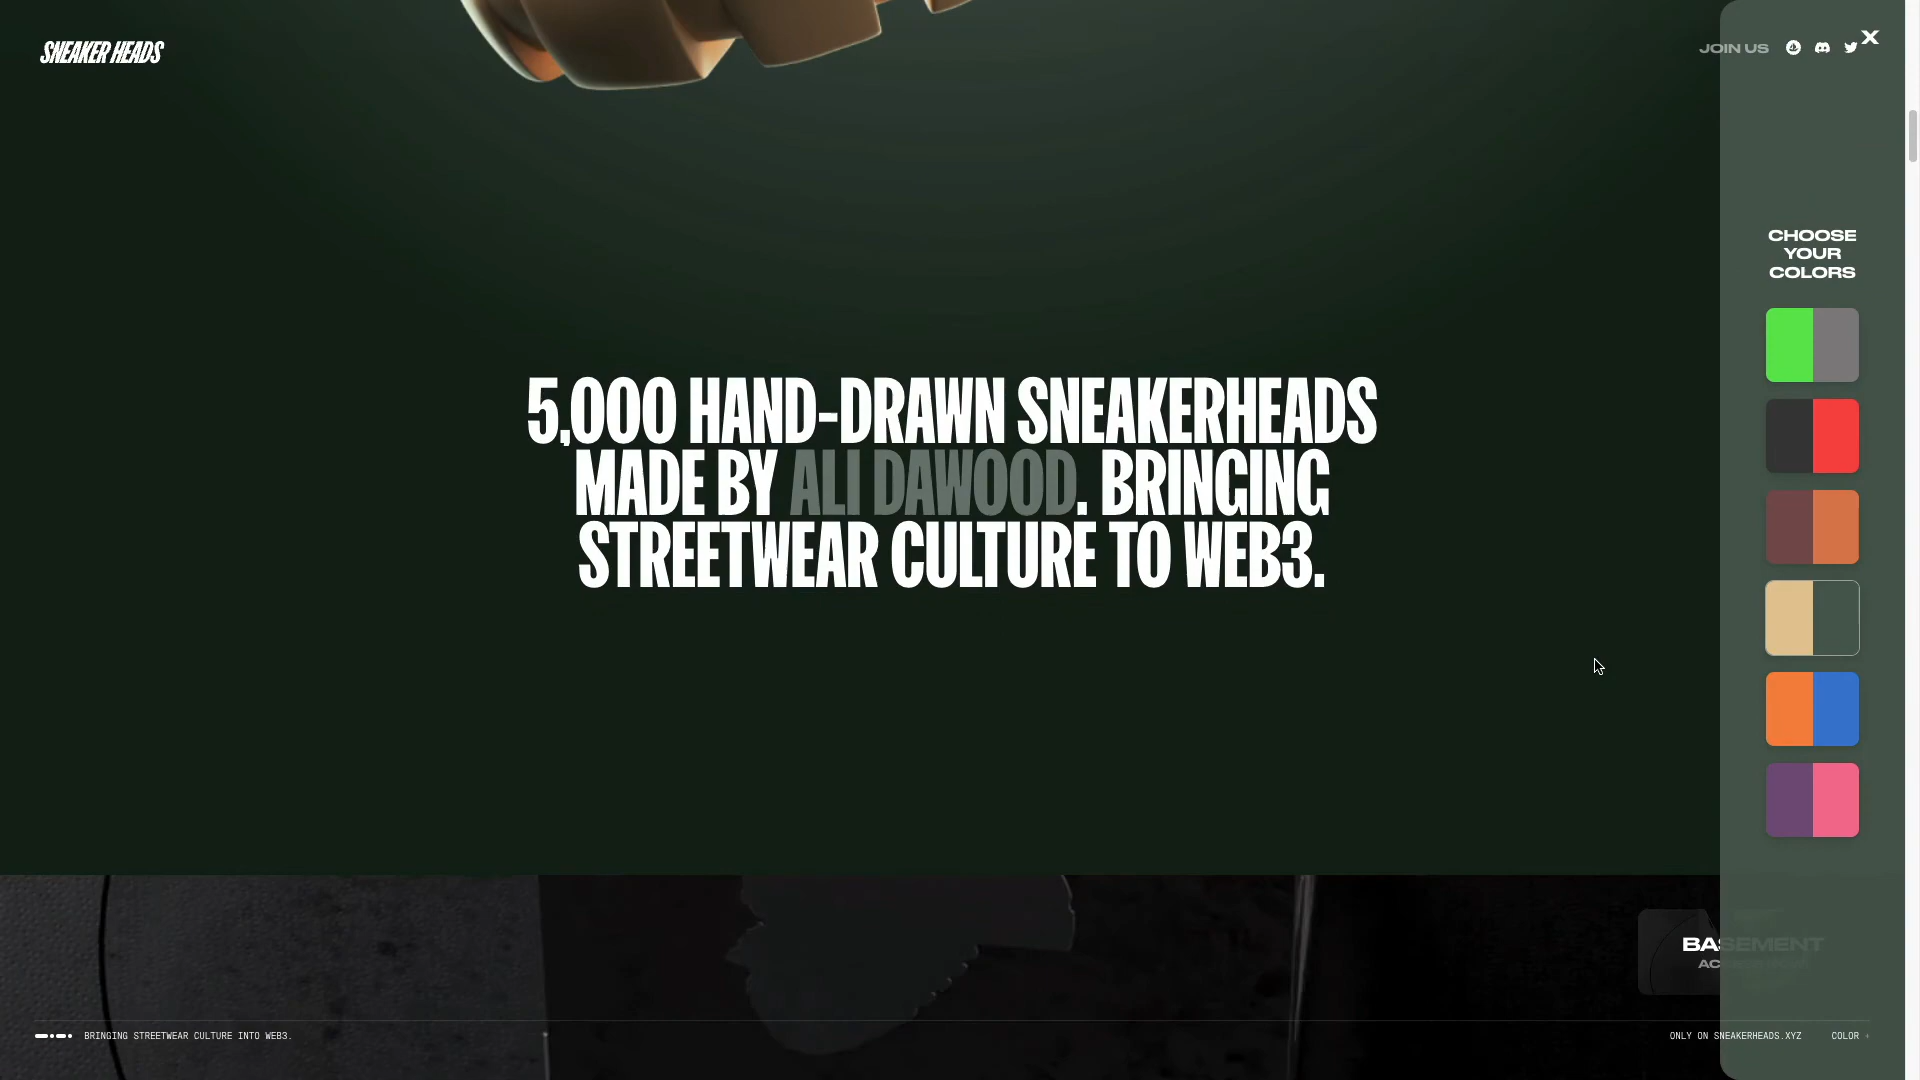 SNEAKER HEADS
JOIN US
X
CHOOSE
YOUR
COLORS
5,000 HAND-DRAWN SNEAKERHEADS
MADE BY ALI DAWOOD. BRINGING
STREETWEAR CULTURE TO WEB3.
BASEMENT
BRINGING STREETWEAR CULTURE INTO WEB3.
ONLY ON SNEAKERHEADS.XYZ
COLOR